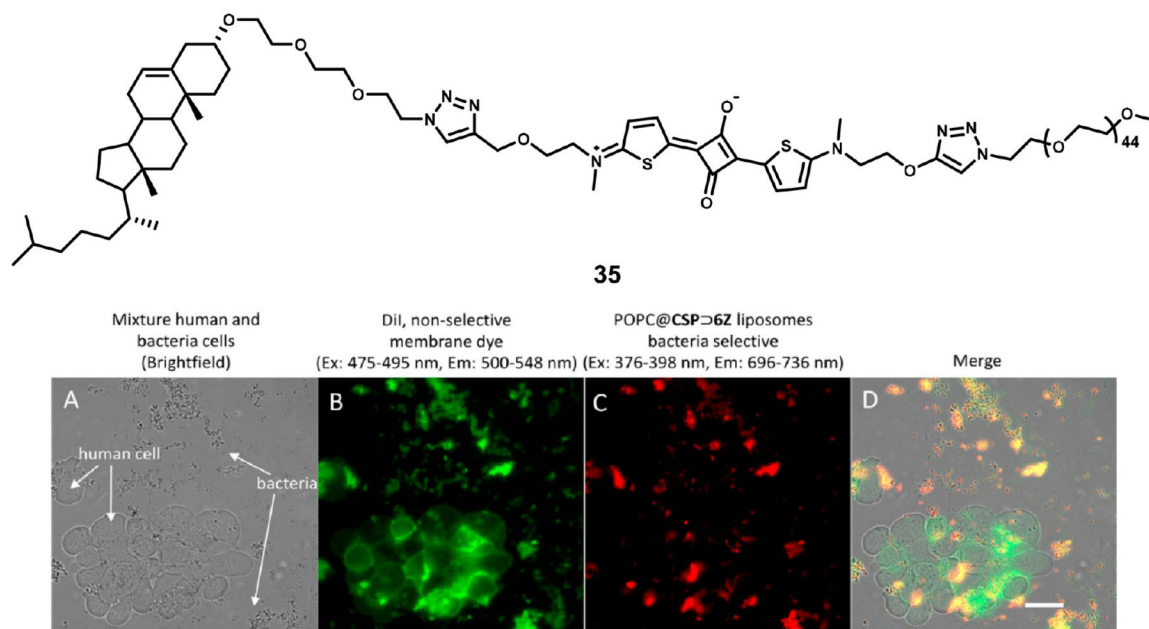 O
O
O
N
N
N
O
N+
S
O-
O
S
N
O
N
N
N
O
44
O
35
Mixture human and
bacteria cells
(Brightfield)
DiI, non-selective
membrane dye
(Ex: 475-495 nm, Em: 500-548 nm)
POPC@CSP⊃6Z liposomes
bacteria selective
(Ex: 376-398 nm, Em: 696-736 nm)
Merge
A
human cell
bacteria
B
C
D